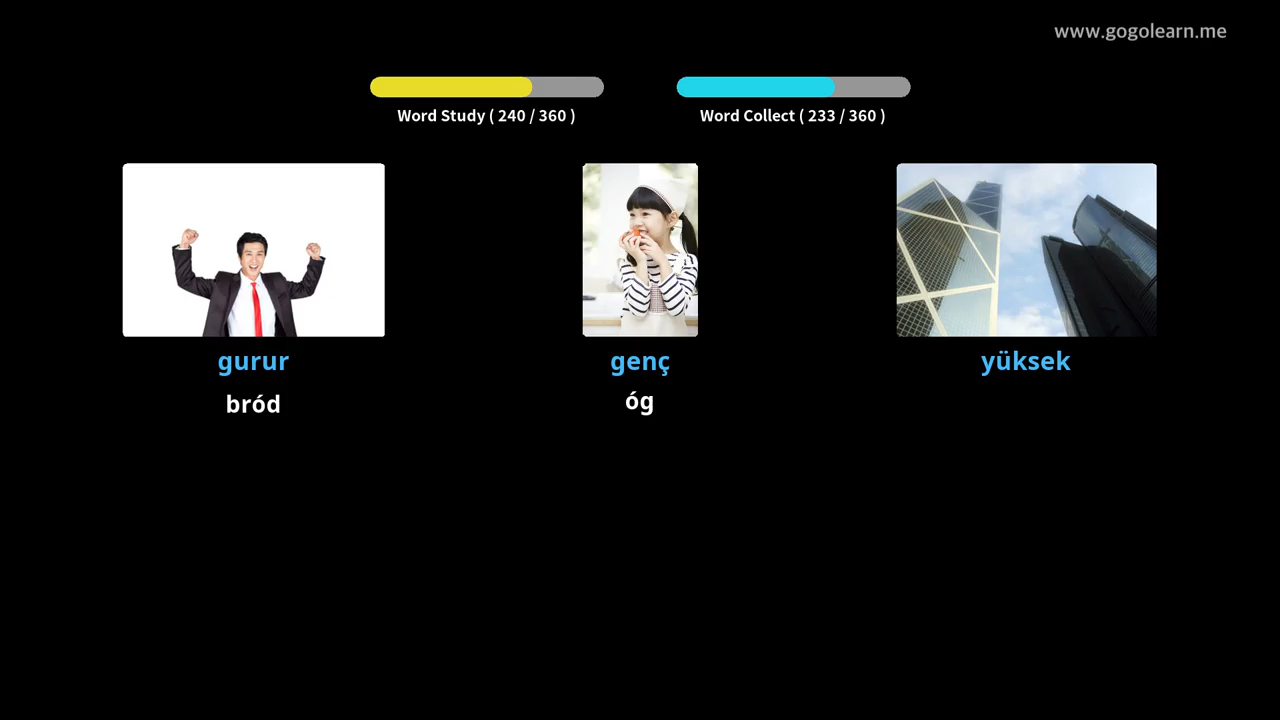 www.gogolearn.me
Word Study ( 240 / 360 )
Word Collect ( 233 / 360 )
gurur
genç
yüksek
bród
óg